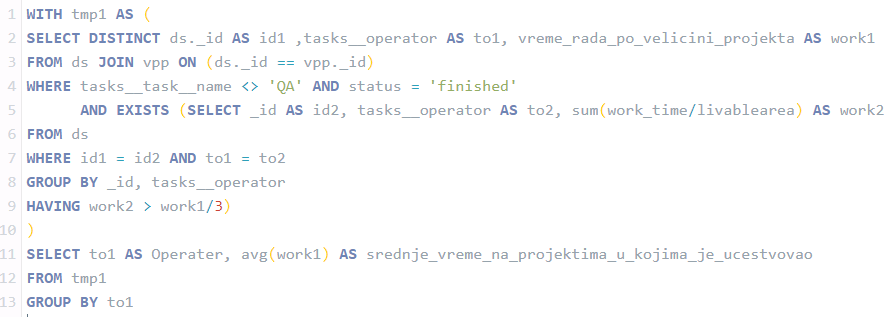 1 WITH tmp1 AS (
2 SELECT DISTINCT ds._id AS id1 ,tasks__operator AS to1, vreme_rada_po_velicini_projekta AS work1
3 FROM ds JOIN vpp ON (ds._id == vpp._id)
4 WHERE tasks__task__name <> 'QA' AND status = 'finished'
5       AND EXISTS (SELECT _id AS id2, tasks__operator AS to2, sum(work_time/livablearea) AS work2
6 FROM ds
7 WHERE id1 = id2 AND to1 = to2
8 GROUP BY _id, tasks__operator
9 HAVING work2 > work1/3)
10 )
11 SELECT to1 AS Operater, avg(work1) AS srednje_vreme_na_projektima_u_kojima_je_ucestvovao
12 FROM tmp1
13 GROUP BY to1